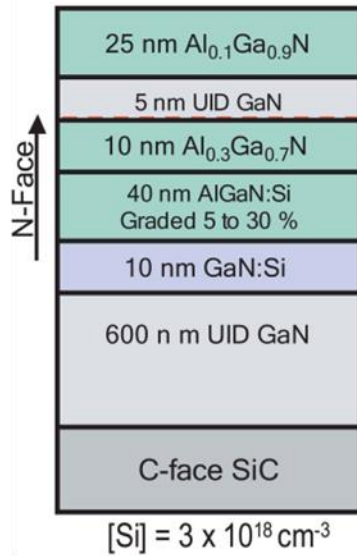 25 nm Al₀.₁Ga₀.₉N
5 nm UID GaN
10 nm Al₀.₃Ga₀.₇N
40 nm AlGaN:Si
Graded 5 to 30 %
10 nm GaN:Si
600 n m UID GaN
C-face SiC
[Si] = 3 x 10¹⁸ cm⁻³
N-Face